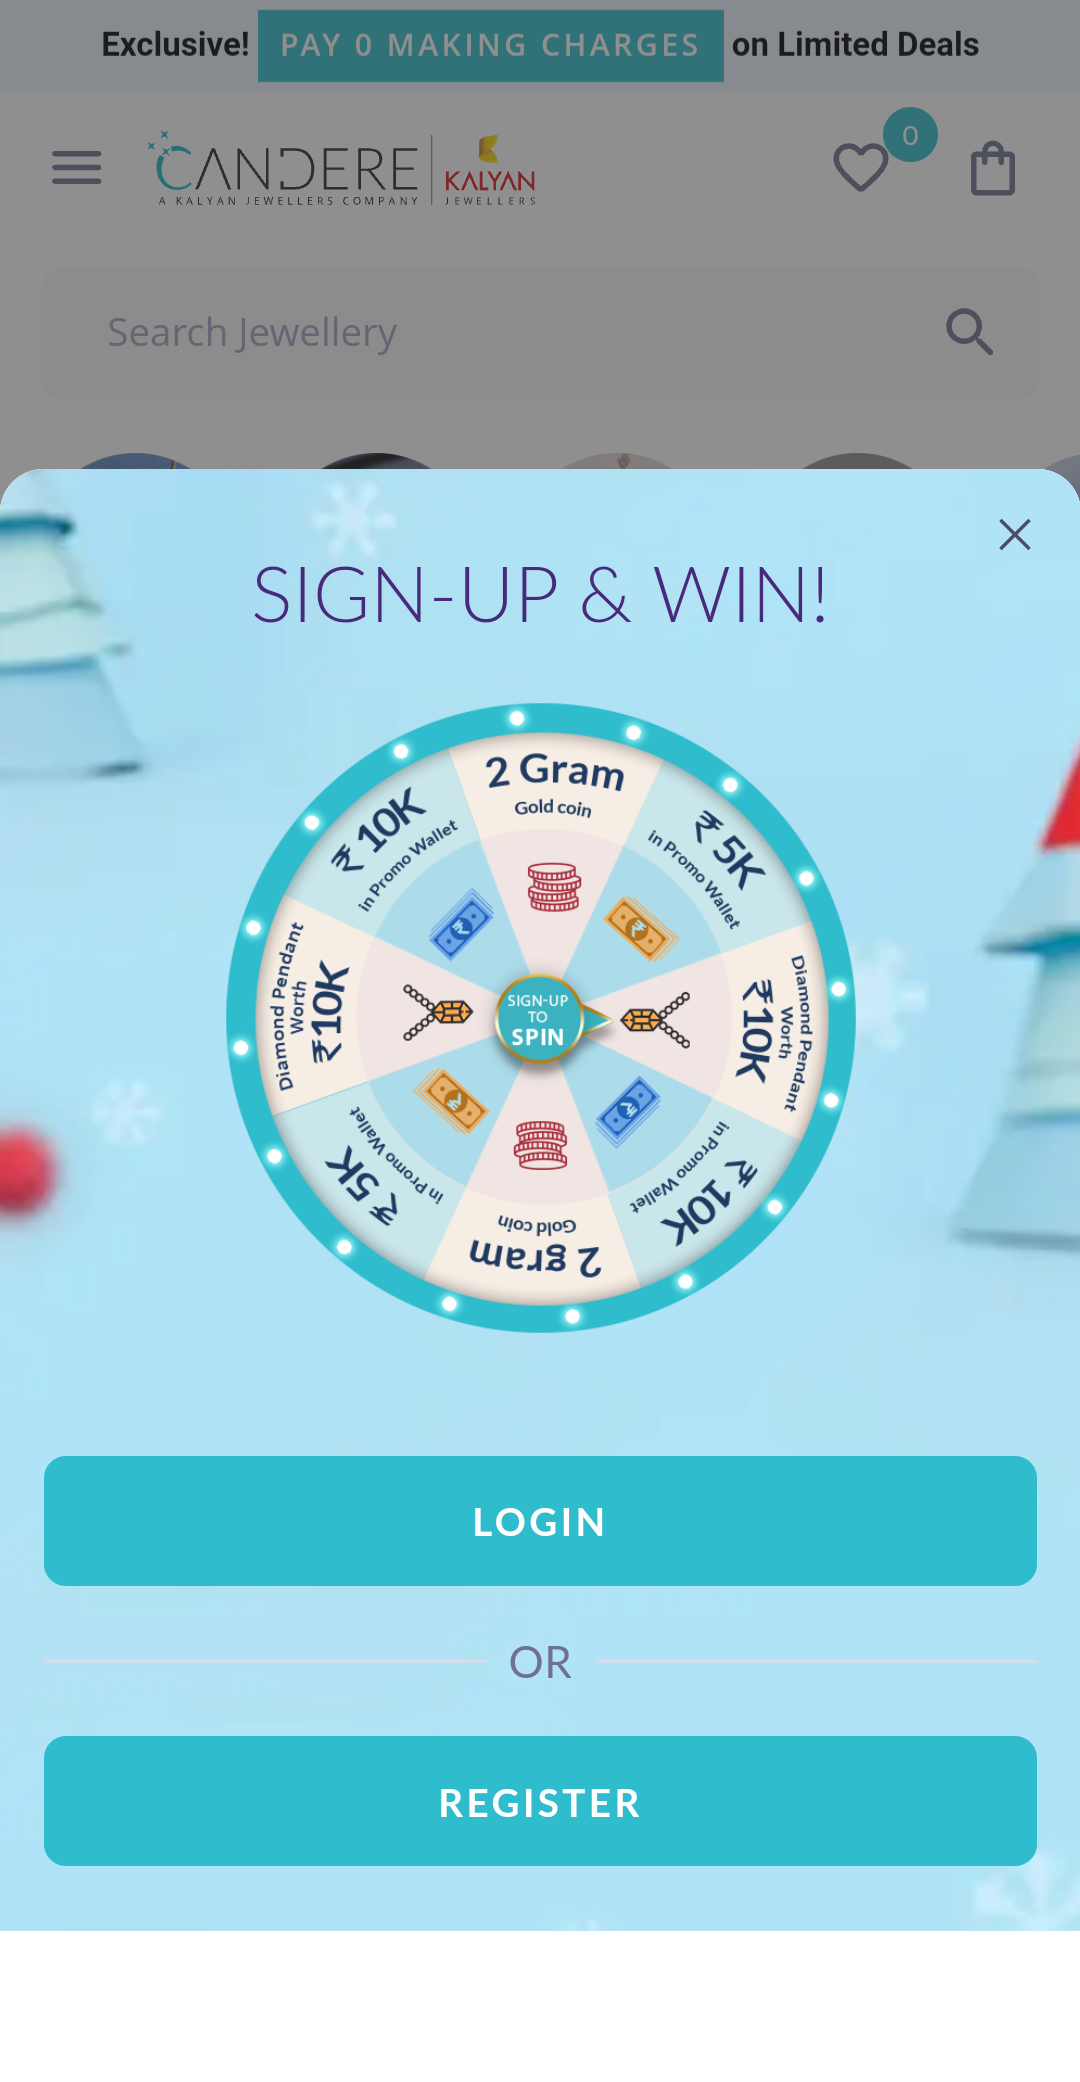 Exclusive! PAY 0 MAKING CHARGES on Limited Deals
0
CANDERE
A KALYAN JEWELLERS COMPANY
KALYAN
JEWELLERS
Search Jewellery
SIGN-UP & WIN!
2 Gram
Gold coin
₹ 5K
in Promo Wallet
Diamond Pendant
Worth
₹10K
₹ 10K
in Promo Wallet
2 gram
Gold coin
₹ 5K
in Promo Wallet
Diamond Pendant
Worth
₹10K
₹ 10K
in Promo Wallet
SIGN-UP
TO
SPIN
LOGIN
OR
REGISTER